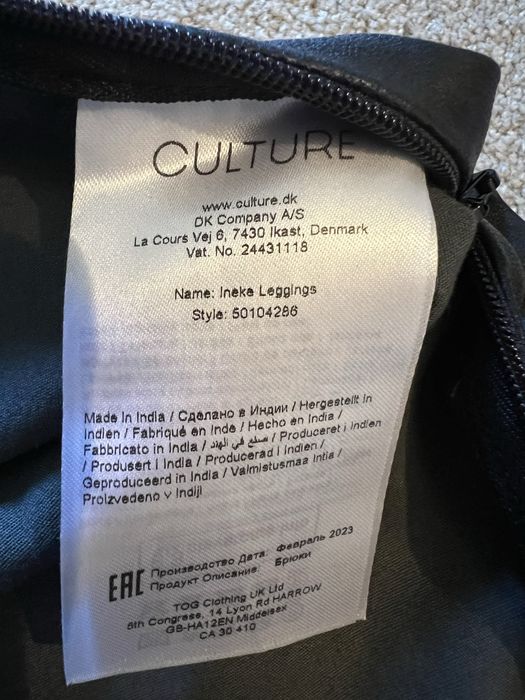 CULTURE
www.culture.dk
DK Company A/S
La Cours Vej 6, 7430 Ikast, Denmark
Vat. No. 24431118
Name: Ineke Leggings
Style: 50104286
Made in India / Сделано в Индии / Hergestellt in
Indien / Fabriqué en Inde / Hecho en India /
Fabbricato in India / صنع في الهند / Produceret i Indien
/ Produsert i India / Producerad i Indien /
Geproduceerd in India / Valmistusmaa Intia /
Proizvedeno v Indiji
EAC Производство Дата: Февраль 2023
Продукт Описание: Брюки
TOG Clothing UK Ltd
6th Congress, 14 Lyon Rd HARROW
GB-HA12EN Middelsex
CA 30 410